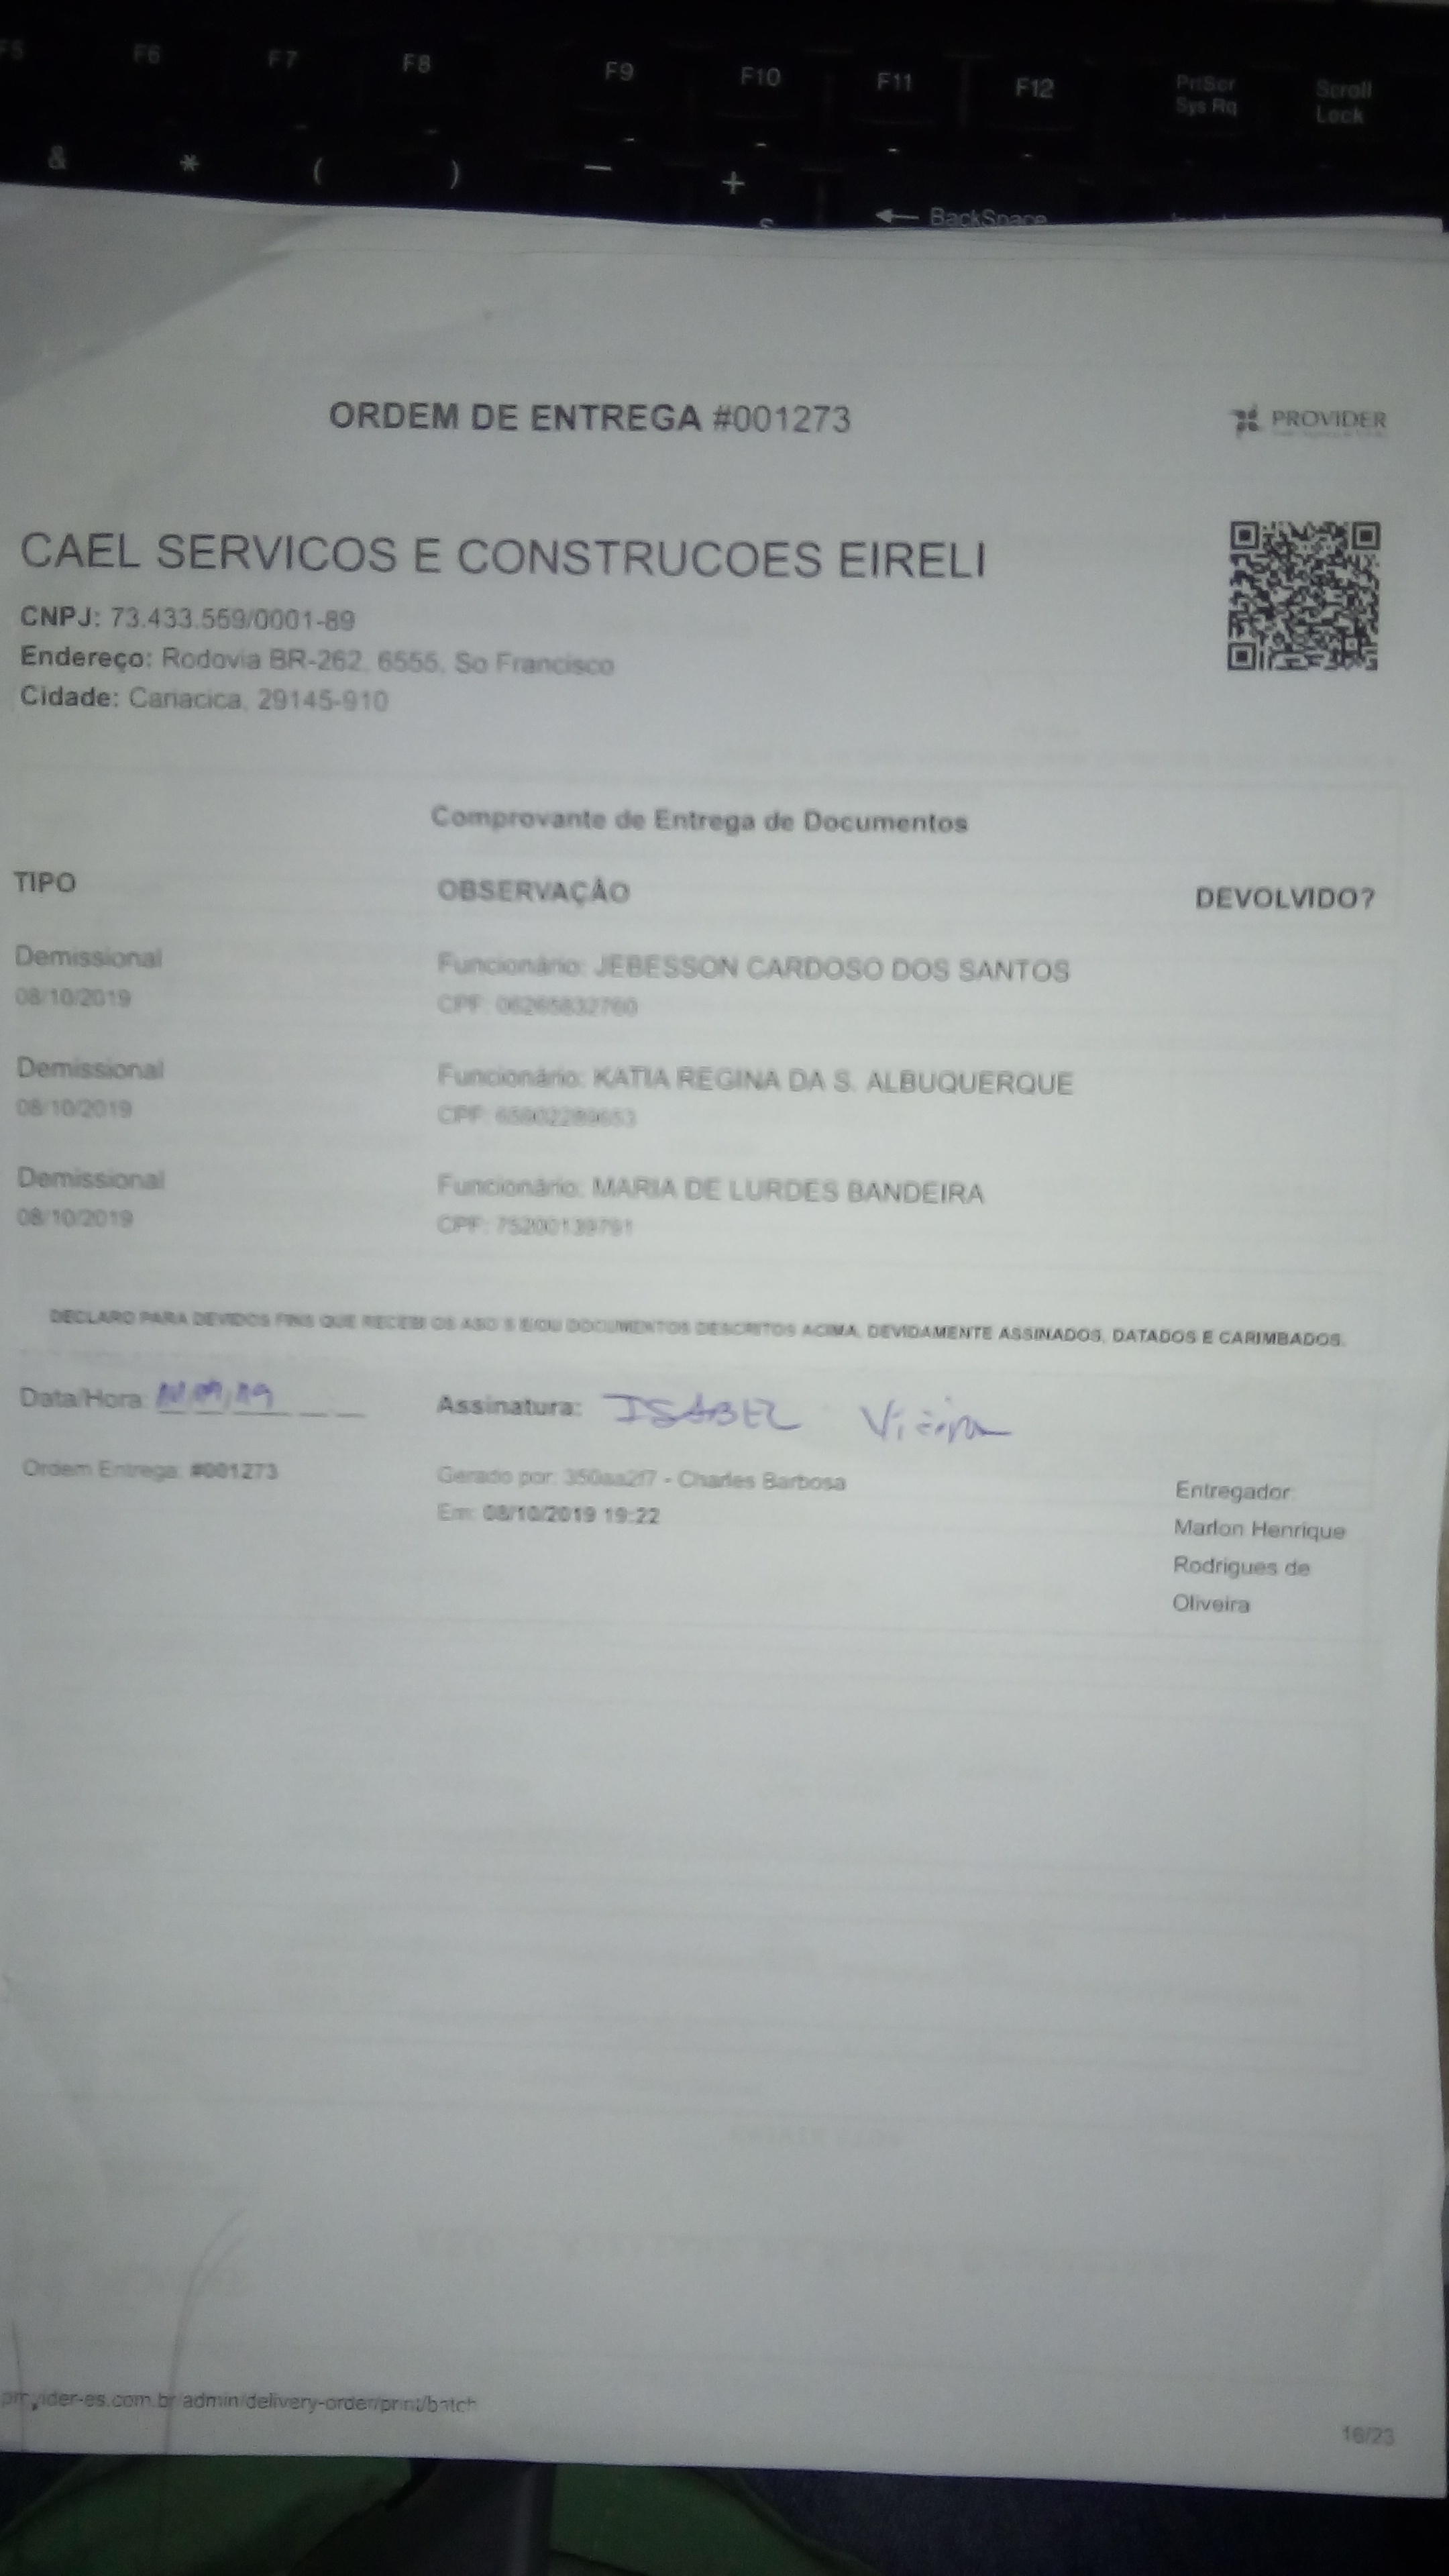 F5 F6 F7 F8 F9 F10 F11 F12 PrtScr Scroll
Sys Rq Lock
& * ( ) — +
← BackSpace
ORDEM DE ENTREGA #001273
PROVIDER
CAEL SERVICOS E CONSTRUCOES EIRELI
CNPJ: 73.433.559/0001-89
Endereço: Rodovia BR-262, 6555, So Francisco
Cidade: Cariacica, 29145-910
Comprovante de Entrega de Documentos
TIPO OBSERVAÇÃO DEVOLVIDO?
Demissional Funcionário: JEBESSON CARDOSO DOS SANTOS
08/10/2019 CPF: 06265832760
Demissional Funcionário: KATIA REGINA DA S. ALBUQUERQUE
08/10/2019 CPF:
Demissional Funcionário: MARIA DE LURDES BANDEIRA
08/10/2019 CPF: 75200139791
DECLARO PARA DEVIDOS FINS QUE RECEBI OS ASO'S E/OU DOCUMENTOS DESCRITOS ACIMA, DEVIDAMENTE ASSINADOS, DATADOS E CARIMBADOS.
Data/Hora: Assinatura: ISABEL Vieira
Ordem Entrega: #001273 Gerado por: 350aa2f7 - Charles Barbosa
Em: 08/10/2019 19:22
Entregador:
Marlon Henrique
Rodrigues de
Oliveira
provider-es.com.br/admin/delivery-order/print/batch
16/23